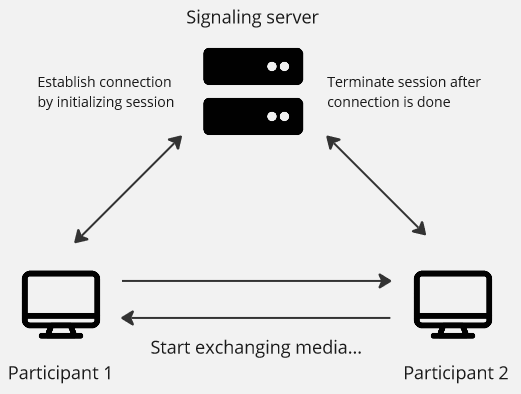 Signaling server
Establish connection
by initializing session
Terminate session after
connection is done
Start exchanging media...
Participant 1
Participant 2